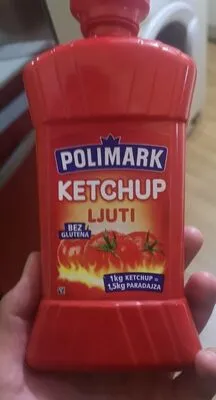 POLIMARK
KETCHUP
LJUTI
BEZ
GLUTENA
1kg KETCHUP =
1,5kg PARADAJZA